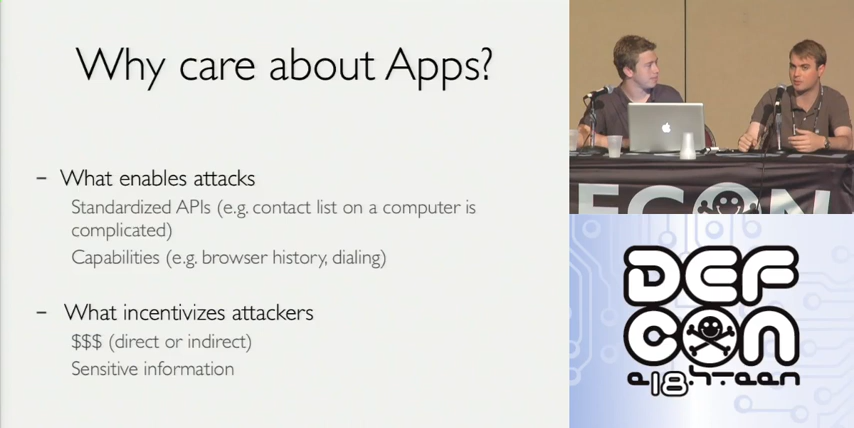 Why care about Apps?
– What enables attacks
Standardized APIs (e.g. contact list on a computer is
complicated)
Capabilities (e.g. browser history, dialing)
– What incentivizes attackers
$$$ (direct or indirect)
Sensitive information
DEF
CON
e18hteen